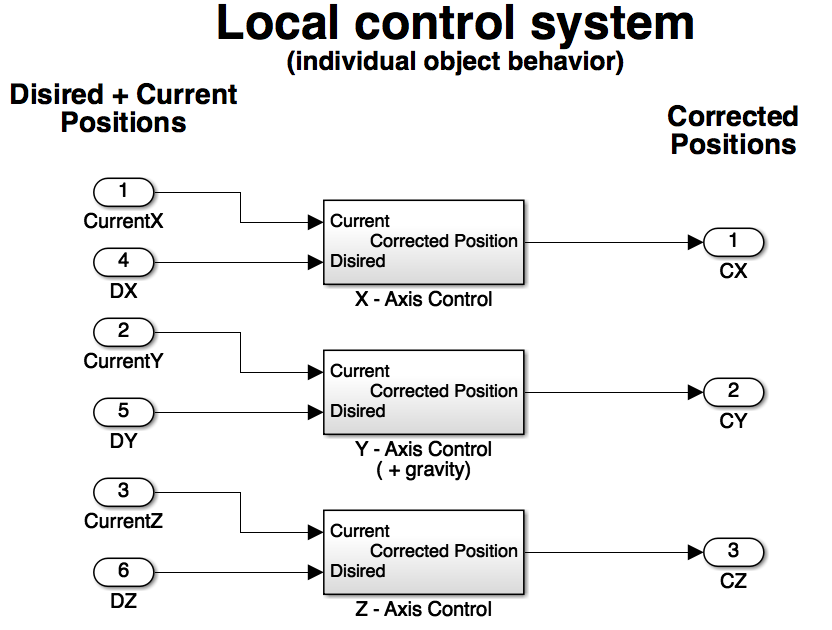 Local control system
(individual object behavior)
Disired + Current
Positions
Corrected
Positions
1
CurrentX
4
DX
Current
Corrected Position
Disired
X - Axis Control
1
CX
2
CurrentY
5
DY
Current
Corrected Position
Disired
Y - Axis Control
( + gravity)
2
CY
3
CurrentZ
6
DZ
Current
Corrected Position
Disired
Z - Axis Control
3
CZ